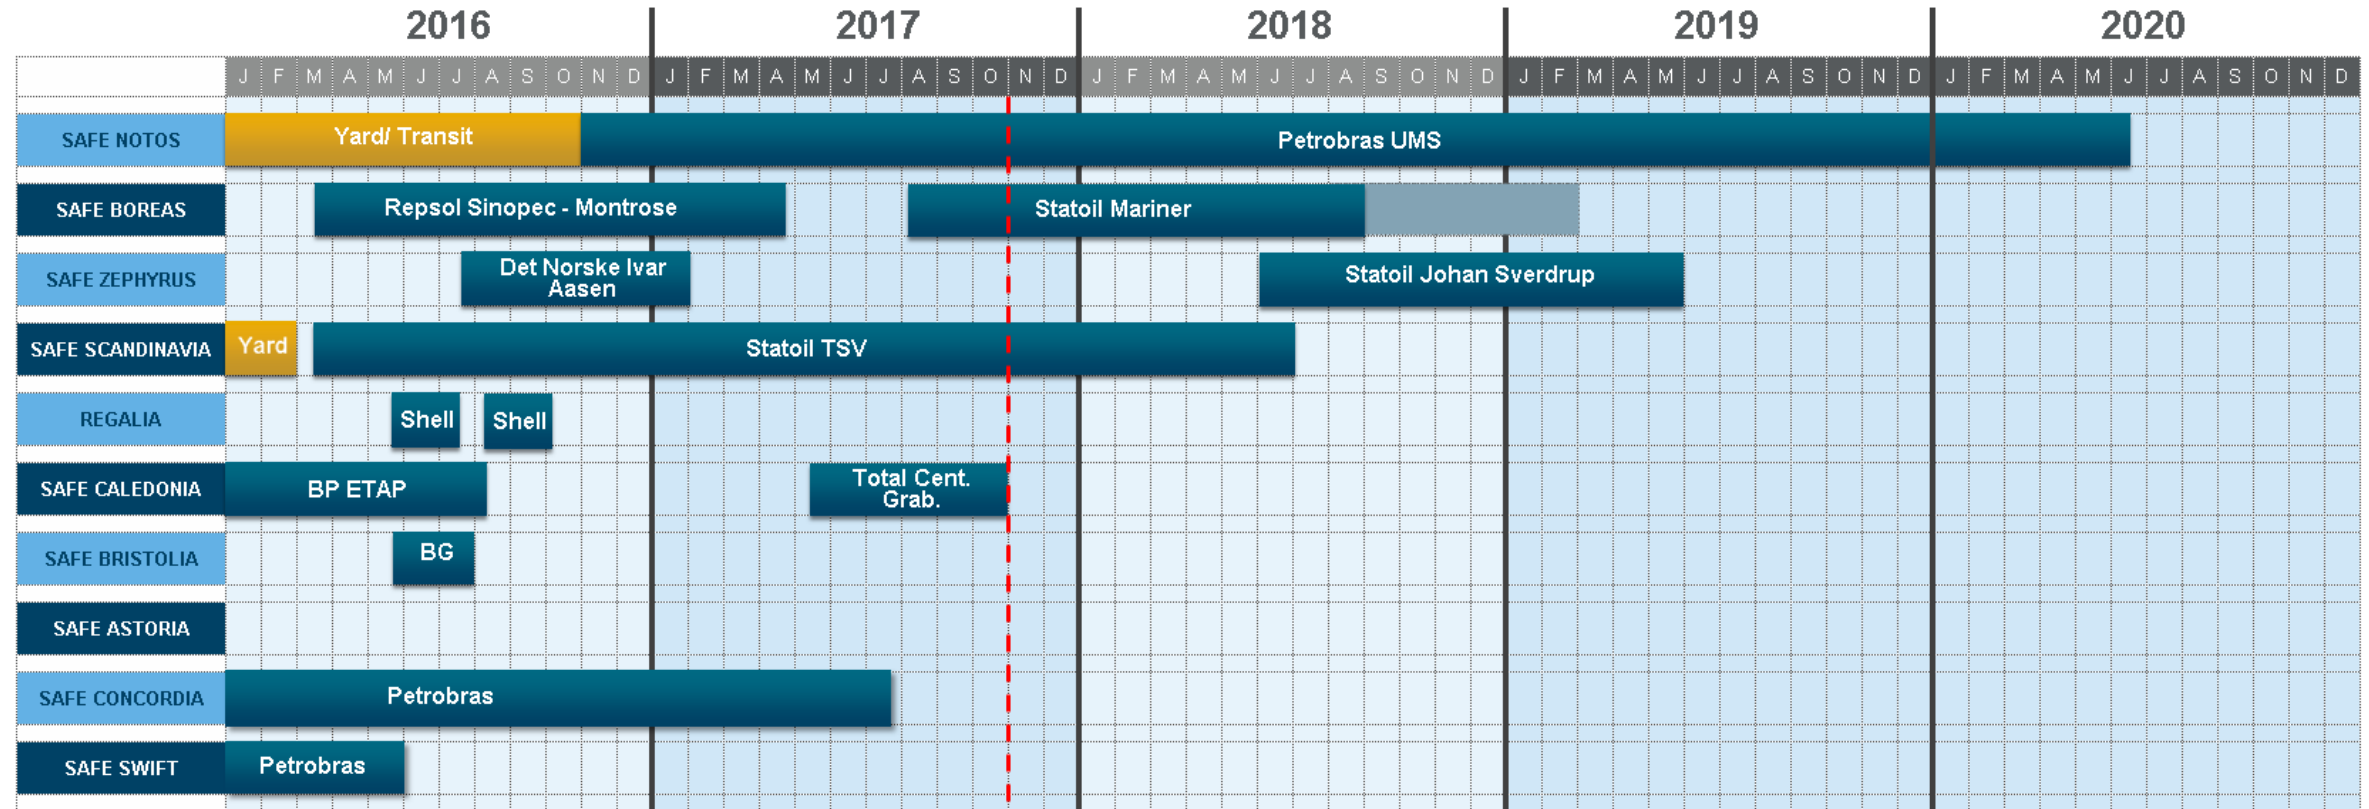 2016 2017 2018 2019 2020
J F M A M J J A S O N D J F M A M J J A S O N D J F M A M J J A S O N D J F M A M J J A S O N D J F M A M J J A S O N D
SAFE NOTOS Yard/ Transit Petrobras UMS
SAFE BOREAS Repsol Sinopec - Montrose Statoil Mariner
SAFE ZEPHYRUS Det Norske Ivar Statoil Johan Sverdrup
Aasen
SAFE SCANDINAVIA Yard Statoil TSV
REGALIA Shell Shell
SAFE CALEDONIA BP ETAP Total Cent.
Grab.
SAFE BRISTOLIA BG
SAFE ASTORIA
SAFE CONCORDIA Petrobras
SAFE SWIFT Petrobras